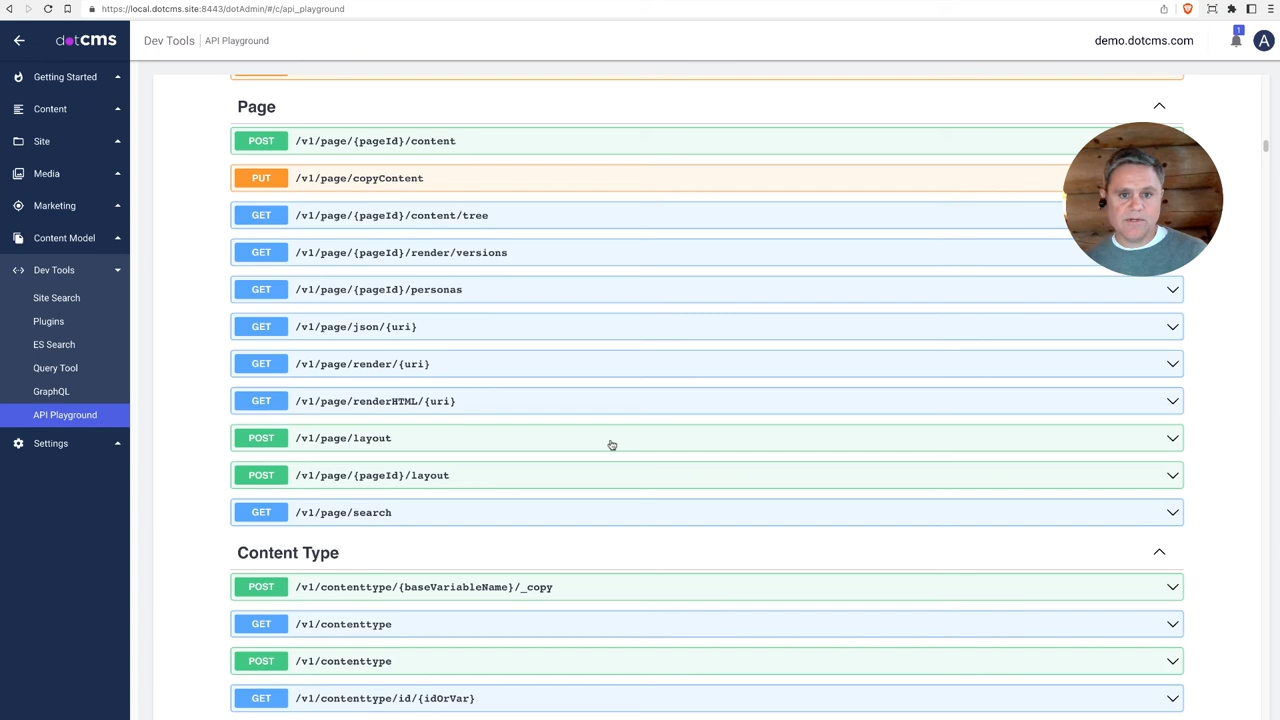 https://local.dotcms.site:8443/dotAdmin/#/c/api_playground
dotCMS
Dev Tools | API Playground
demo.dotcms.com
1
A
Getting Started
Content
Site
Media
Marketing
Content Model
Dev Tools
Site Search
Plugins
ES Search
Query Tool
GraphQL
API Playground
Settings
Page
POST /v1/page/{pageId}/content
PUT /v1/page/copyContent
GET /v1/page/{pageId}/content/tree
GET /v1/page/{pageId}/render/versions
GET /v1/page/{pageId}/personas
GET /v1/page/json/{uri}
GET /v1/page/render/{uri}
GET /v1/page/renderHTML/{uri}
POST /v1/page/layout
POST /v1/page/{pageId}/layout
GET /v1/page/search
Content Type
POST /v1/contenttype/{baseVariableName}/_copy
GET /v1/contenttype
POST /v1/contenttype
GET /v1/contenttype/id/{idOrVar}